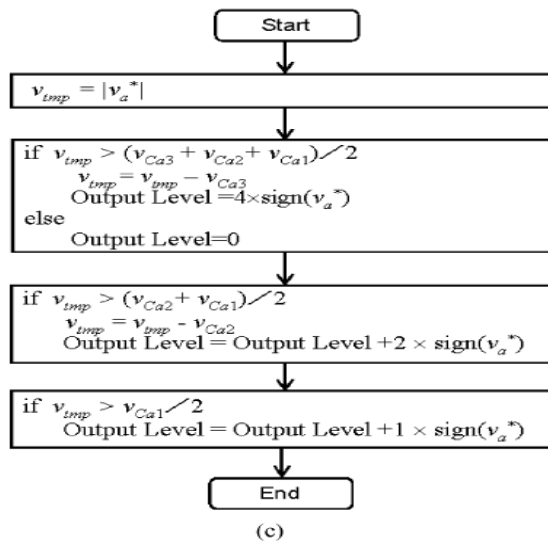 Start
v_tmp = |v_a*|
if v_tmp > (v_Ca3 + v_Ca2 + v_Ca1)／2
v_tmp = v_tmp − v_Ca3
Output Level =4×sign(v_a*)
else
Output Level=0
if v_tmp > (v_Ca2 + v_Ca1)／2
v_tmp = v_tmp - v_Ca2
Output Level = Output Level +2 × sign(v_a*)
if v_tmp > v_Ca1／2
Output Level = Output Level +1 × sign(v_a*)
End
(c)